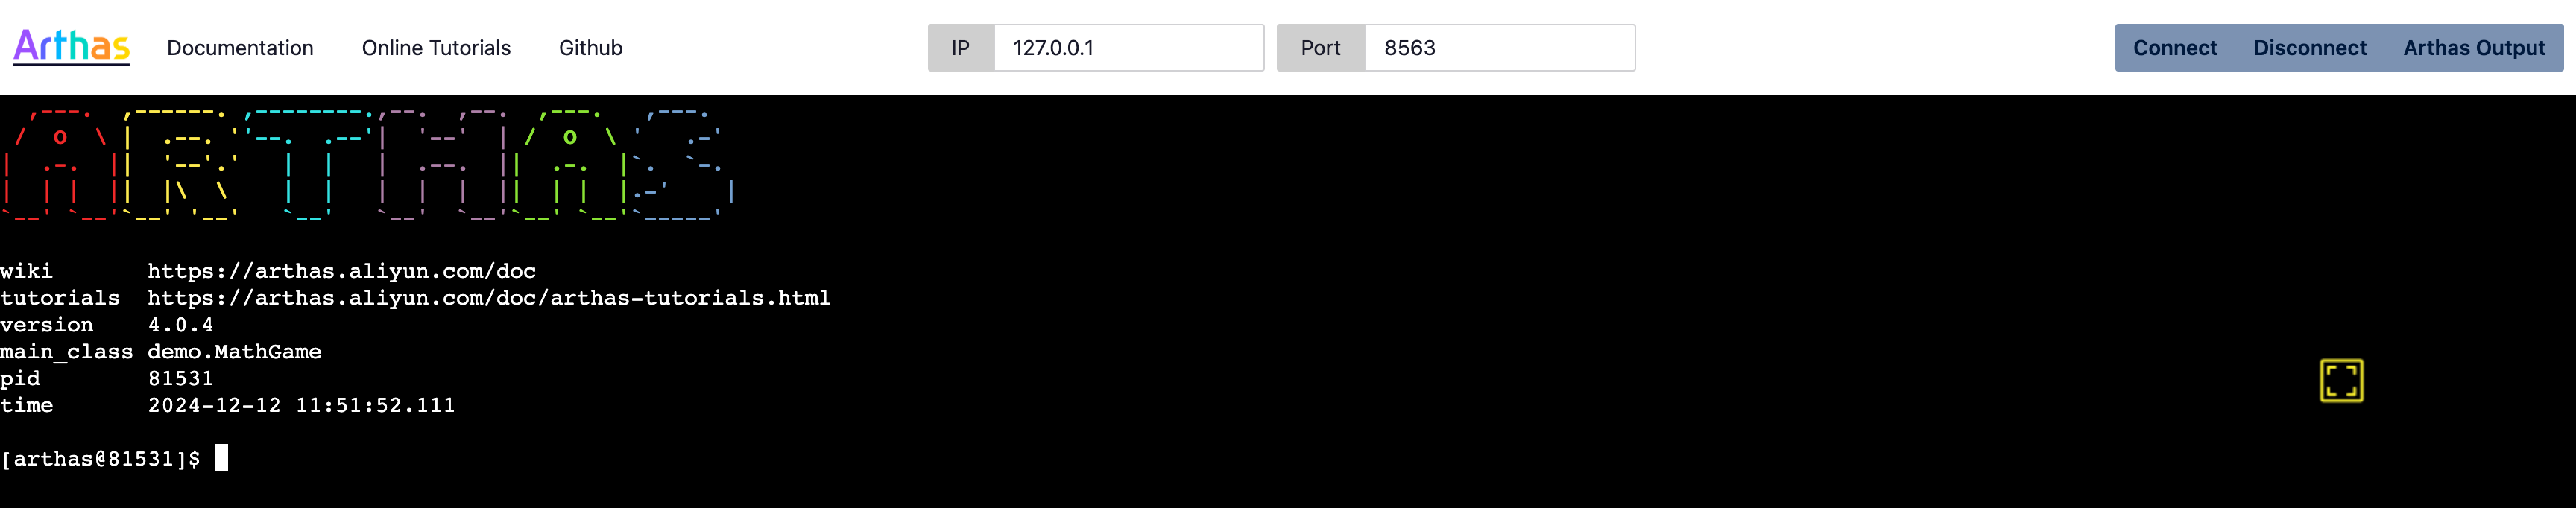 Arthas Documentation Online Tutorials Github IP 127.0.0.1 Port 8563 Connect Disconnect Arthas Output
ARTHAS
wiki https://arthas.aliyun.com/doc
tutorials https://arthas.aliyun.com/doc/arthas-tutorials.html
version 4.0.4
main_class demo.MathGame
pid 81531
time 2024-12-12 11:51:52.111
[arthas@81531]$